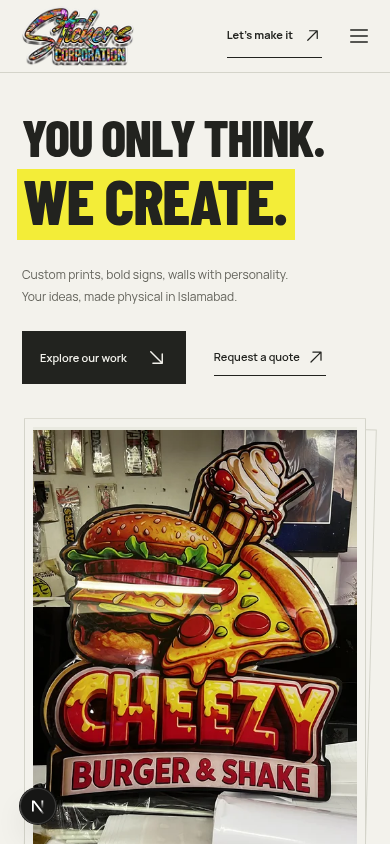 Stickers
CORPORATION
Let's make it
YOU ONLY THINK.
WE CREATE.
Custom prints, bold signs, walls with personality.
Your ideas, made physical in Islamabad.
Explore our work
Request a quote
CHEEZY
BURGER & SHAKE
N